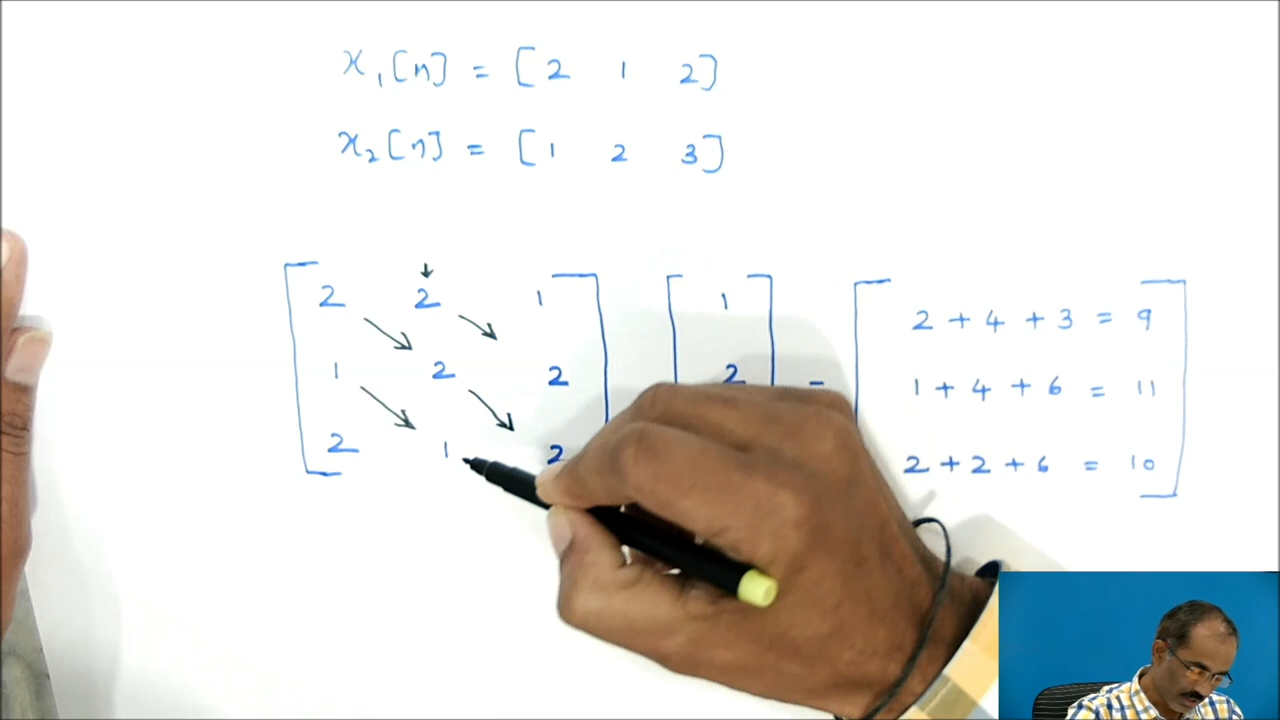 x₁[n] = [2 1 2]
x₂[n] = [1 2 3]
2 2 1 1 2 + 4 + 3 = 9
1 2 2 2 = 1 + 4 + 6 = 11
2 1 2 2 + 2 + 6 = 10